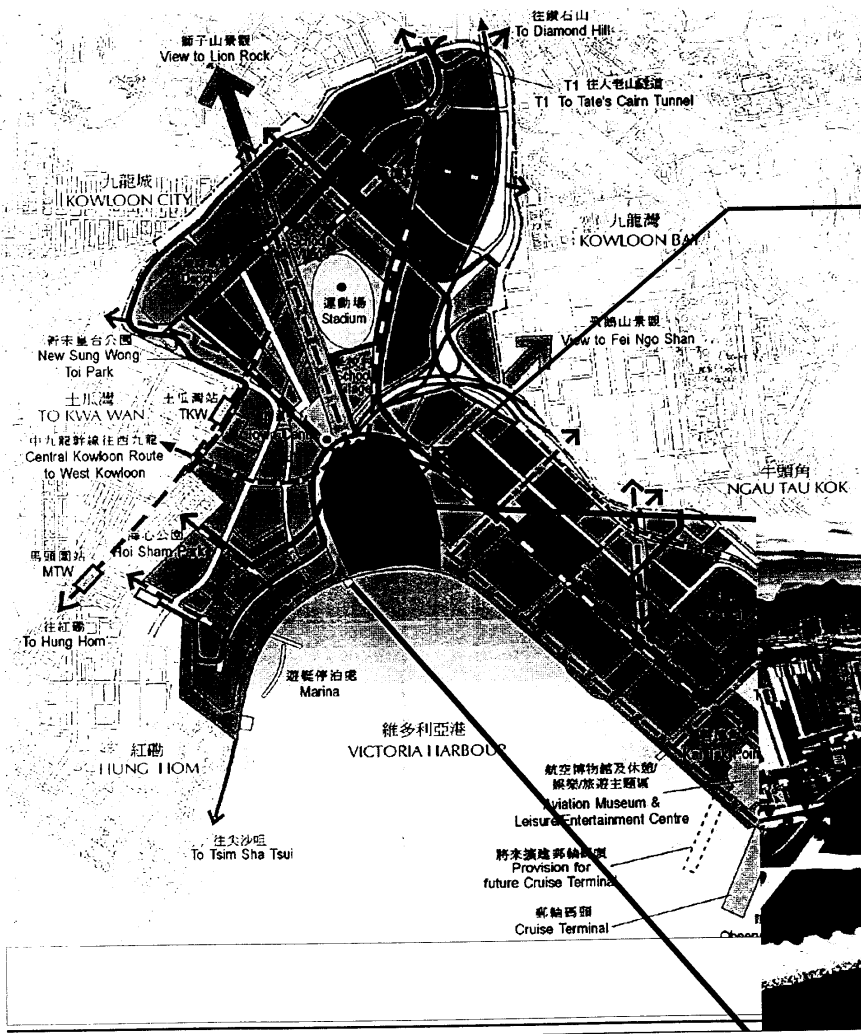 往鑽石山
To Diamond Hill
獅子山景觀
View to Lion Rock
T1 往大老山隧道
T1 To Tate's Cairn Tunnel
九龍城
KOWLOON CITY
九龍灣
KOWLOON BAY
運動場
Stadium
飛鵝山景觀
View to Fei Ngo Shan
新宋皇台公園
New Sung Wong
Toi Park
土瓜灣
TO KWA WAN
土瓜灣站
TKW
中九龍幹線往西九龍
Central Kowloon Route
to West Kowloon
牛頭角
NGAU TAU KOK
海心公園
Hoi Sham Park
馬頭圍站
MTW
往紅磡
To Hung Hom
遊艇停泊處
Marina
維多利亞港
VICTORIA HARBOUR
紅磡
HUNG HOM
航空博物館及休憩/
娛樂/旅遊主題區
Aviation Museum &
Leisure/Entertainment Centre
往尖沙咀
To Tsim Sha Tsui
將來擴建郵輪碼頭
Provision for
future Cruise Terminal
郵輪碼頭
Cruise Terminal